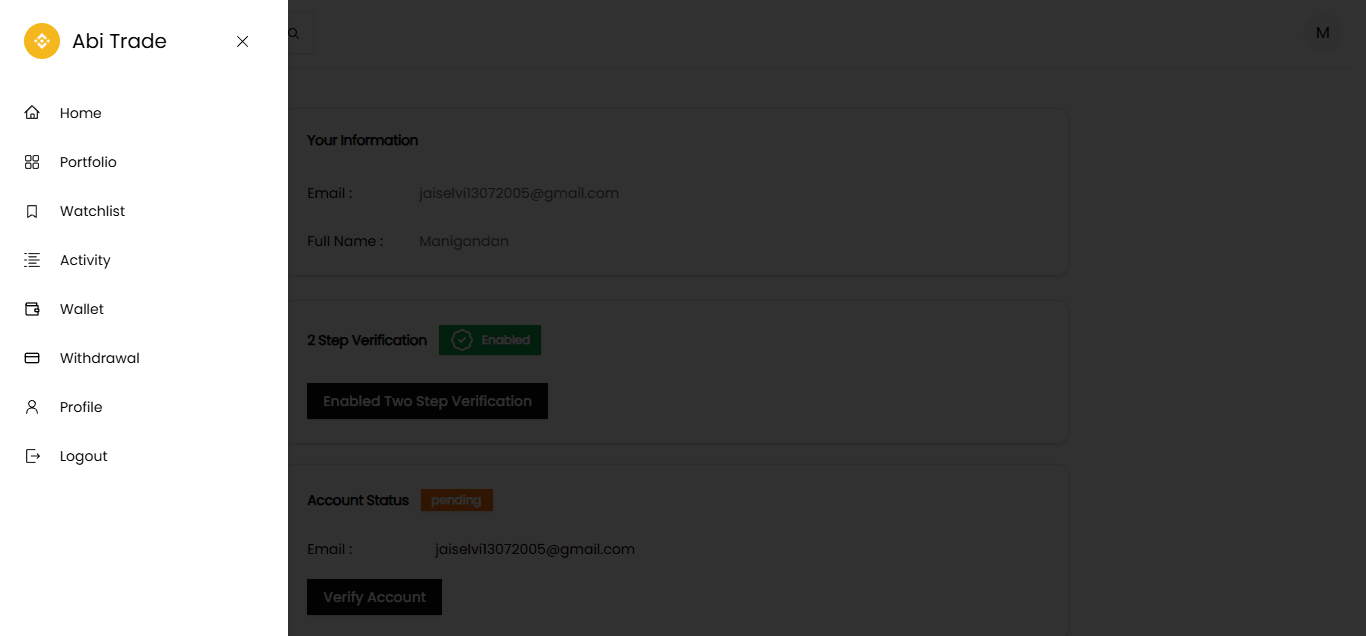 Abi Trade
Home
Portfolio
Watchlist
Activity
Wallet
Withdrawal
Profile
Logout
M
Your Information
Email : jaiselvi13072005@gmail.com
Full Name : Manigandan
2 Step Verification Enabled
Enabled Two Step Verification
Account Status pending
Email : jaiselvi13072005@gmail.com
Verify Account